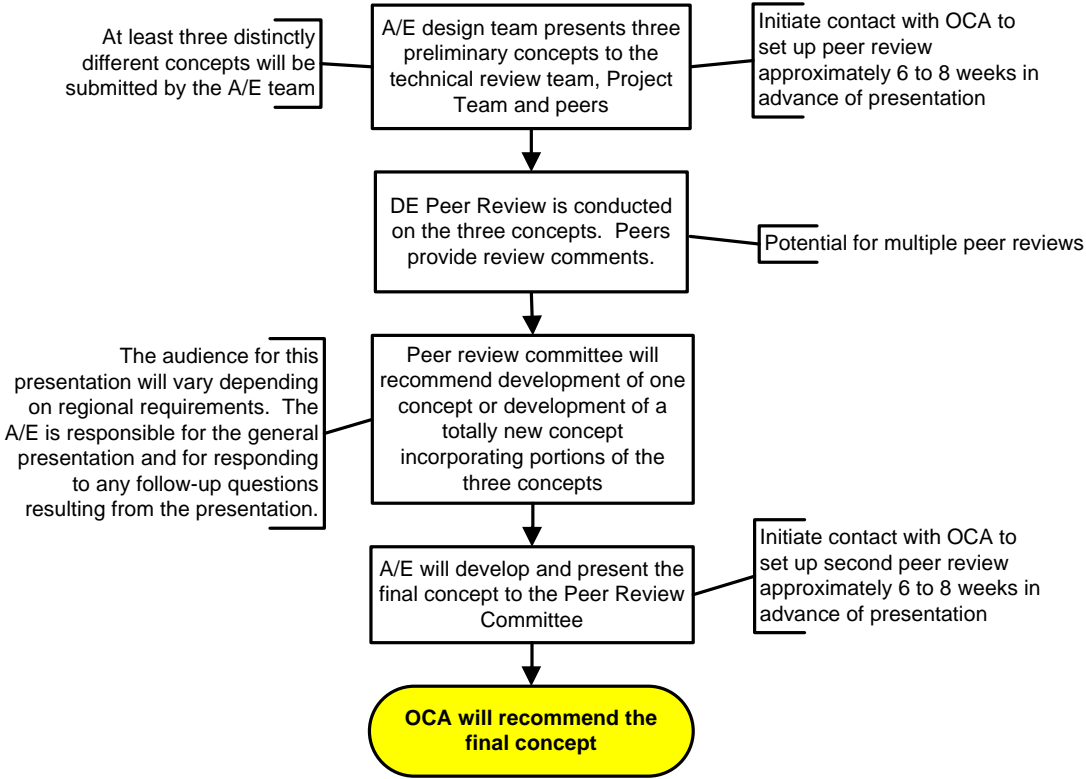 At least three distinctly
different concepts will be
submitted by the A/E team
A/E design team presents three
preliminary concepts to the
technical review team, Project
Team and peers
Initiate contact with OCA to
set up peer review
approximately 6 to 8 weeks in
advance of presentation
DE Peer Review is conducted
on the three concepts.  Peers
provide review comments.
Potential for multiple peer reviews
The audience for this
presentation will vary depending
on regional requirements.  The
A/E is responsible for the general
presentation and for responding
to any follow-up questions
resulting from the presentation.
Peer review committee will
recommend development of one
concept or development of a
totally new concept
incorporating portions of the
three concepts
A/E will develop and present the
final concept to the Peer Review
Committee
Initiate contact with OCA to
set up second peer review
approximately 6 to 8 weeks in
advance of presentation
OCA will recommend the
final concept